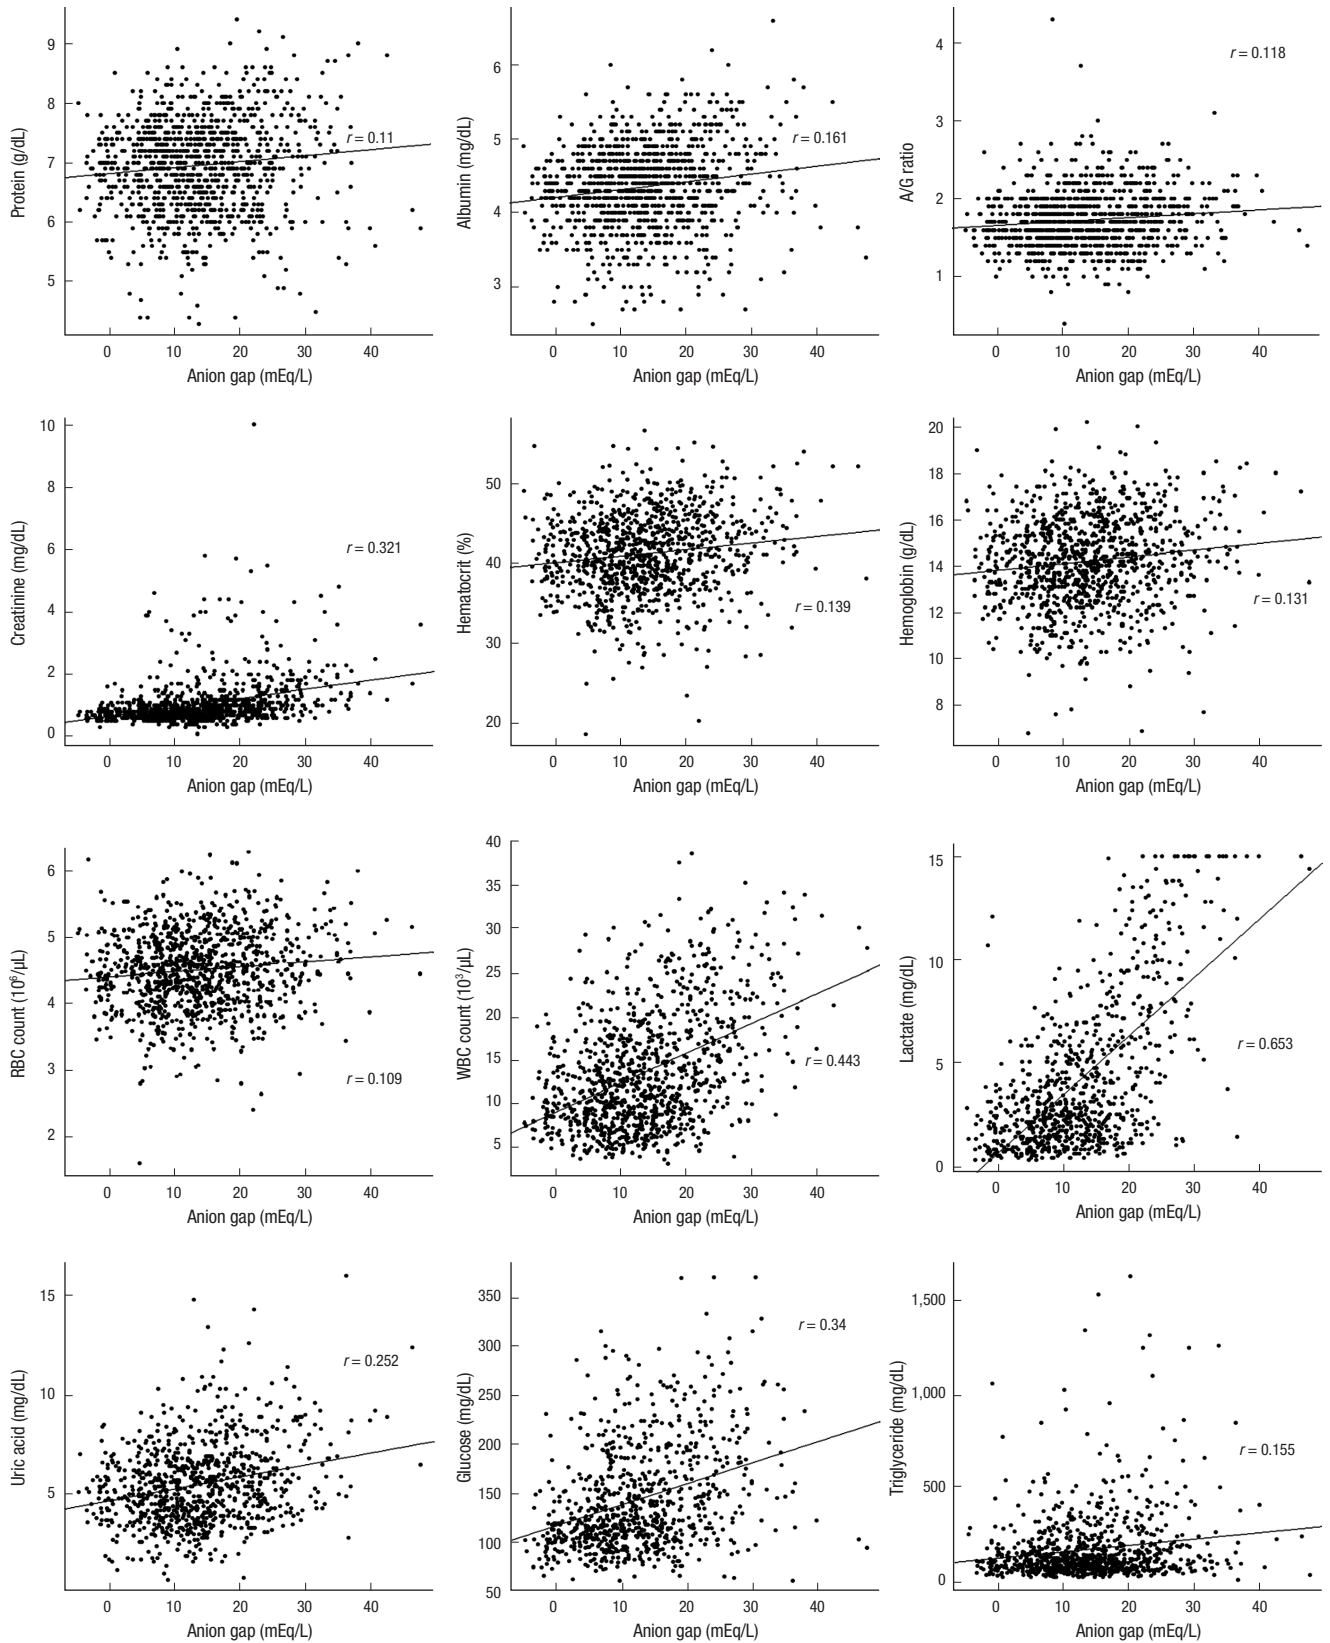 Protein (g/dL)
9
8
7
6
5
r = 0.11
0 10 20 30 40
Anion gap (mEq/L)
Albumin (mg/dL)
6
5
4
3
r = 0.161
0 10 20 30 40
Anion gap (mEq/L)
A/G ratio
4
3
2
1
r = 0.118
0 10 20 30 40
Anion gap (mEq/L)
Creatinine (mg/dL)
10
8
6
4
2
0
r = 0.321
0 10 20 30 40
Anion gap (mEq/L)
Hematocrit (%)
50
40
30
20
r = 0.139
0 10 20 30 40
Anion gap (mEq/L)
Hemoglobin (g/dL)
20
18
16
14
12
10
8
r = 0.131
0 10 20 30 40
Anion gap (mEq/L)
RBC count (10⁶/μL)
6
5
4
3
2
r = 0.109
0 10 20 30 40
Anion gap (mEq/L)
WBC count (10³/μL)
40
35
30
25
20
15
10
5
r = 0.443
0 10 20 30 40
Anion gap (mEq/L)
Lactate (mg/dL)
15
10
5
0
r = 0.653
0 10 20 30 40
Anion gap (mEq/L)
Uric acid (mg/dL)
15
10
5
r = 0.252
0 10 20 30 40
Anion gap (mEq/L)
Glucose (mg/dL)
350
300
250
200
150
100
50
r = 0.34
0 10 20 30 40
Anion gap (mEq/L)
Triglyceride (mg/dL)
1,500
1,000
500
0
r = 0.155
0 10 20 30 40
Anion gap (mEq/L)